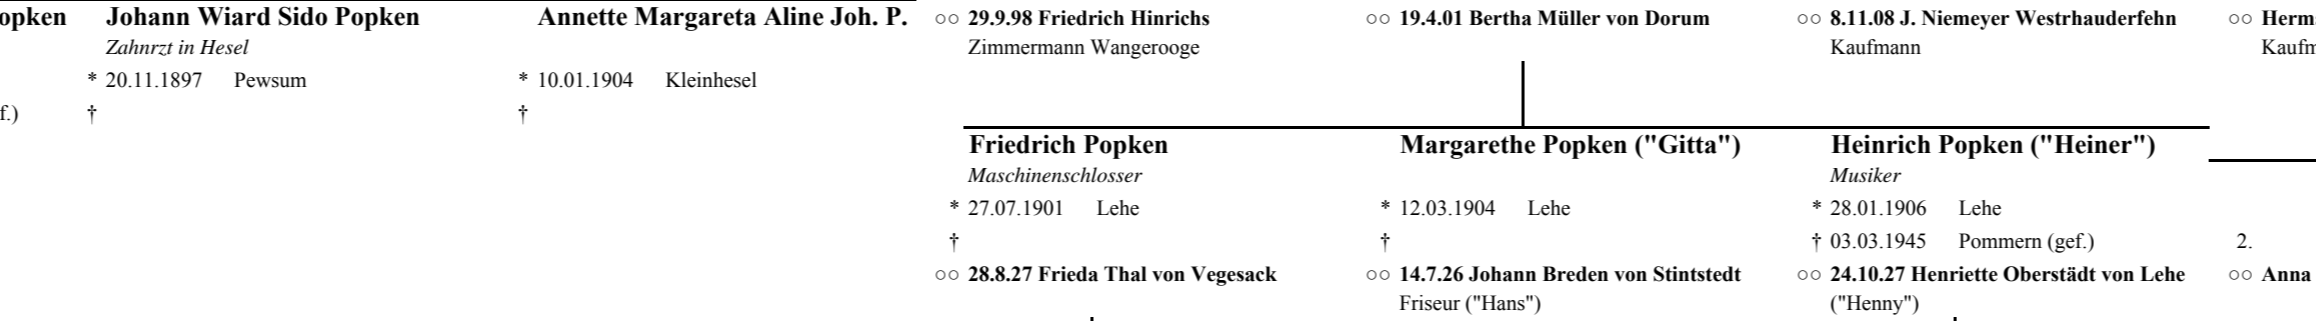 opken Johann Wiard Sido Popken Annette Margareta Aline Joh. P. ○○ 29.9.98 Friedrich Hinrichs ○○ 19.4.01 Bertha Müller von Dorum ○○ 8.11.08 J. Niemeyer Westrhauderfehn ○○ Herm
Zahnrzt in Hesel Zimmermann Wangerooge Kaufmann Kaufm
* 20.11.1897 Pewsum * 10.01.1904 Kleinhesel
f.) † †
Friedrich Popken Margarethe Popken ("Gitta") Heinrich Popken ("Heiner")
Maschinenschlosser Musiker
* 27.07.1901 Lehe * 12.03.1904 Lehe * 28.01.1906 Lehe
† † † 03.03.1945 Pommern (gef.) 2.
○○ 28.8.27 Frieda Thal von Vegesack ○○ 14.7.26 Johann Breden von Stintstedt ○○ 24.10.27 Henriette Oberstädt von Lehe ○○ Anna
Friseur ("Hans") ("Henny")